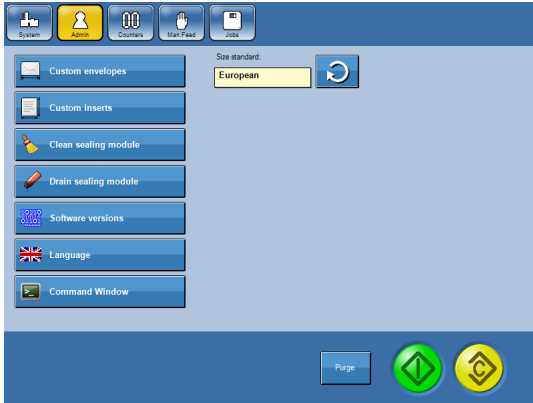 System
Admin
Counters
Man.Feed
Jobs
Size standard:
European
Custom envelopes
Custom inserts
Clean sealing module
Drain sealing module
Software versions
Language
Command Window
Purge
C